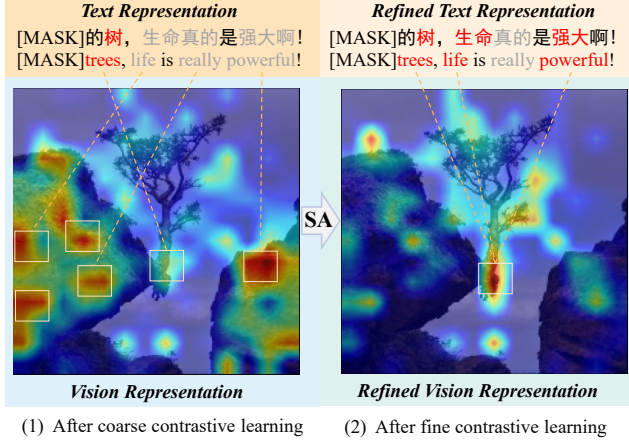 Text Representation
[MASK]的树，生命真的是强大啊!
[MASK]trees, life is really powerful!
Vision Representation
(1) After coarse contrastive learning
SA
Refined Text Representation
[MASK]的树，生命真的是强大啊!
[MASK]trees, life is really powerful!
Refined Vision Representation
(2) After fine contrastive learning